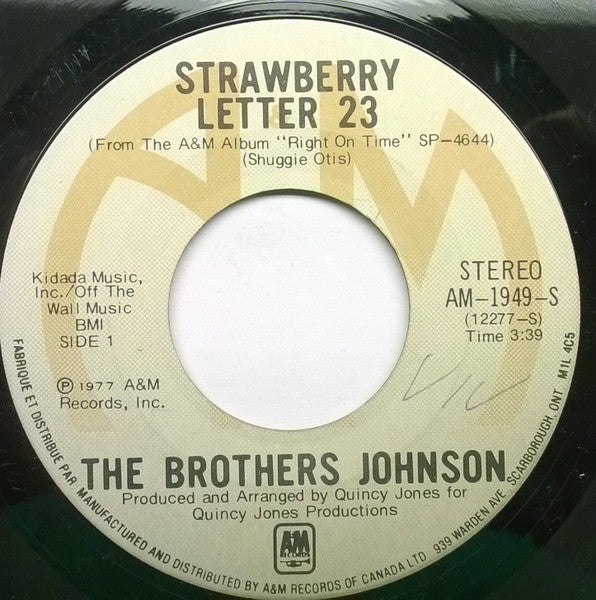 STRAWBERRY
LETTER 23
(From The A&M Album "Right On Time" SP-4644)
(Shuggie Otis)
Kidada Music,
Inc./Off The
Wall Music
BMI
SIDE 1
℗ 1977 A&M
Records, Inc.
STEREO
AM-1949-S
(12277-S)
Time 3:39
THE BROTHERS JOHNSON
Produced and Arranged by Quincy Jones for
Quincy Jones Productions
A&M
RECORDS
FABRIQUE ET DISTRIBUE PAR MANUFACTURED AND DISTRIBUTED BY A&M RECORDS OF CANADA LTD 939 WARDEN AVE. SCARBOROUGH, ONT M1L 4C5